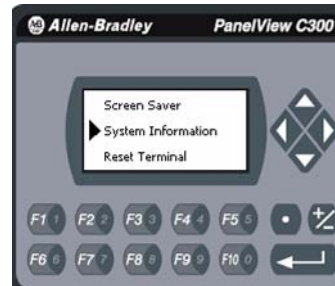 AB Allen-Bradley PanelView C300
Screen Saver
System Information
Reset Terminal
F1 1 F2 2 F3 3 F4 4 F5 5 • +/-
F6 6 F7 7 F8 8 F9 9 F10 0